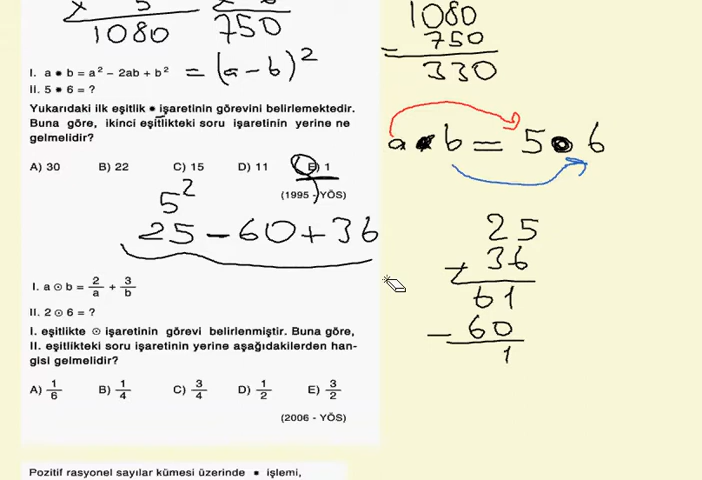 1080
750
1080
750
= 330
I. a • b = a² – 2ab + b² = (a – b)²
II. 5 • 6 = ?
Yukarıdaki ilk eşitlik • işaretinin görevini belirlemektedir.
Buna göre, ikinci eşitlikteki soru işaretinin yerine ne
gelmelidir?
A) 30 B) 22 C) 15 D) 11 E) 1
(1995 - YÖS)
a • b = 5 • 6
5²
25 – 60 + 36
25
+ 36
61
– 60
1
I. a ⊙ b = 2/a + 3/b
II. 2 ⊙ 6 = ?
I. eşitlikte ⊙ işaretinin görevi belirlenmiştir. Buna göre,
II. eşitlikteki soru işaretinin yerine aşağıdakilerden han-
gisi gelmelidir?
A) 1/6 B) 1/4 C) 3/4 D) 1/2 E) 3/2
(2006 - YÖS)
Pozitif rasyonel sayılar kümesi üzerinde • işlemi,